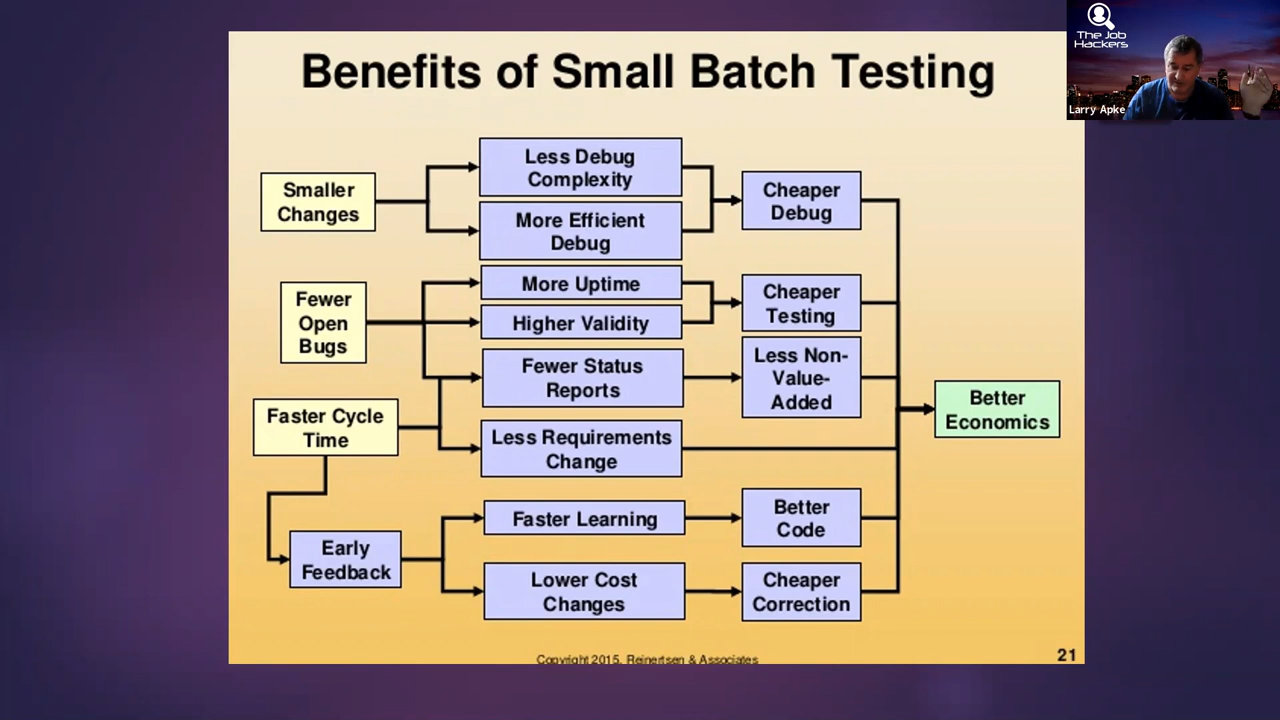 Benefits of Small Batch Testing
The Job
Hackers
Larry Apke
Smaller
Changes
Less Debug
Complexity
More Efficient
Debug
Cheaper
Debug
Fewer
Open
Bugs
More Uptime
Higher Validity
Cheaper
Testing
Fewer Status
Reports
Less Non-
Value-
Added
Faster Cycle
Time
Less Requirements
Change
Better
Economics
Early
Feedback
Faster Learning
Better
Code
Lower Cost
Changes
Cheaper
Correction
Copyright 2015, Reinertsen & Associates
21